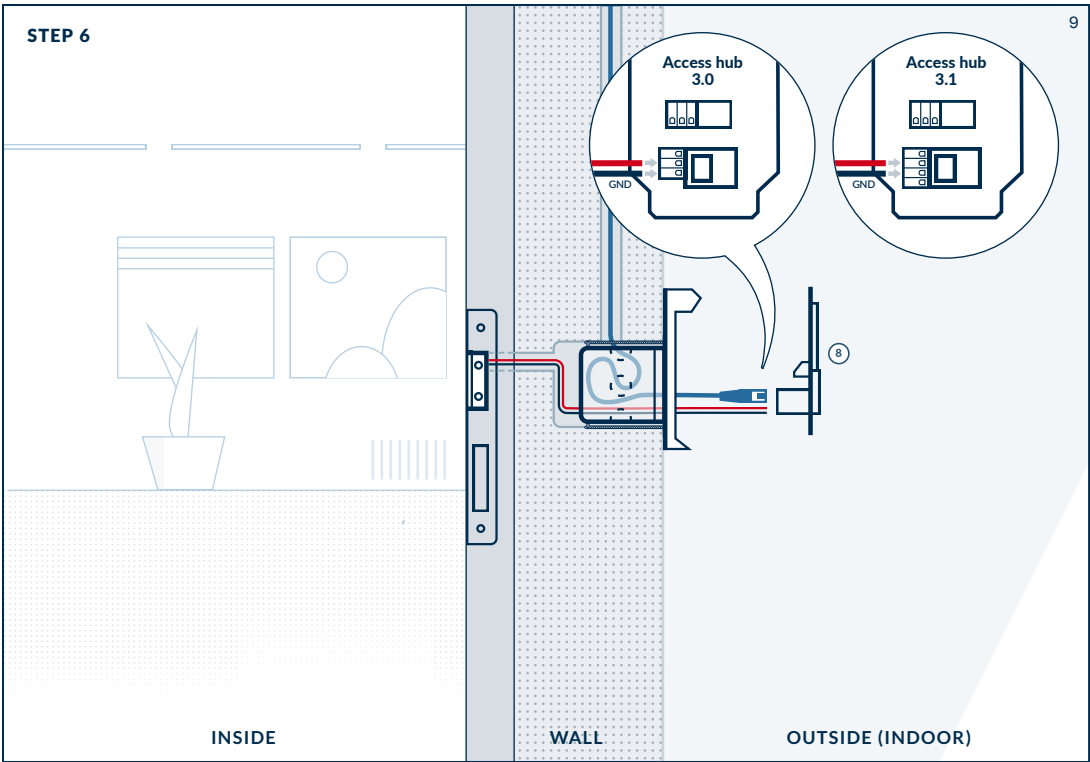 STEP 6
9
Access hub
3.0
GND
Access hub
3.1
GND
8
INSIDE
WALL
OUTSIDE (INDOOR)